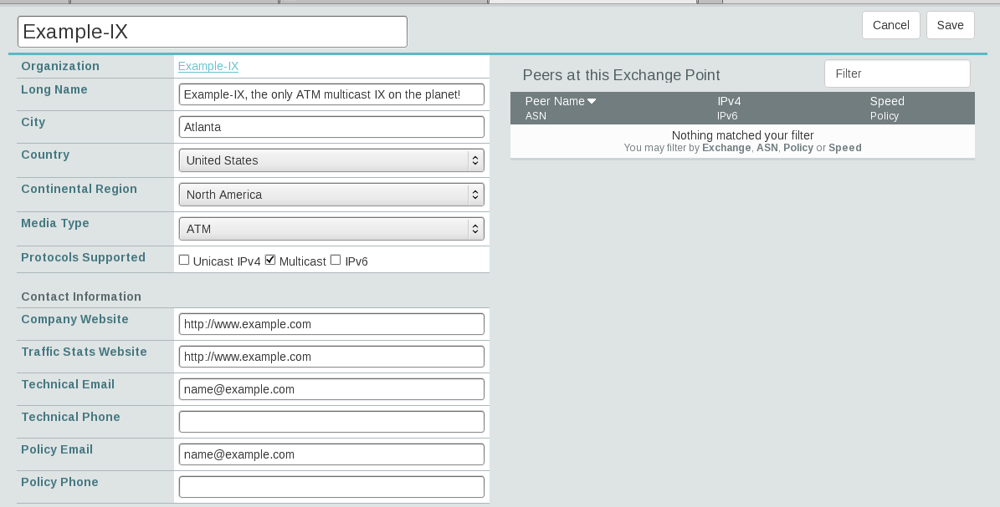 Example-IX
Cancel
Save
Organization
Example-IX
Long Name
Example-IX, the only ATM multicast IX on the planet!
City
Atlanta
Country
United States
Continental Region
North America
Media Type
ATM
Protocols Supported
Unicast IPv4 Multicast IPv6
Contact Information
Company Website
http://www.example.com
Traffic Stats Website
http://www.example.com
Technical Email
name@example.com
Technical Phone
Policy Email
name@example.com
Policy Phone
Peers at this Exchange Point
Filter
Peer Name IPv4 Speed
ASN IPv6 Policy
Nothing matched your filter
You may filter by Exchange, ASN, Policy or Speed